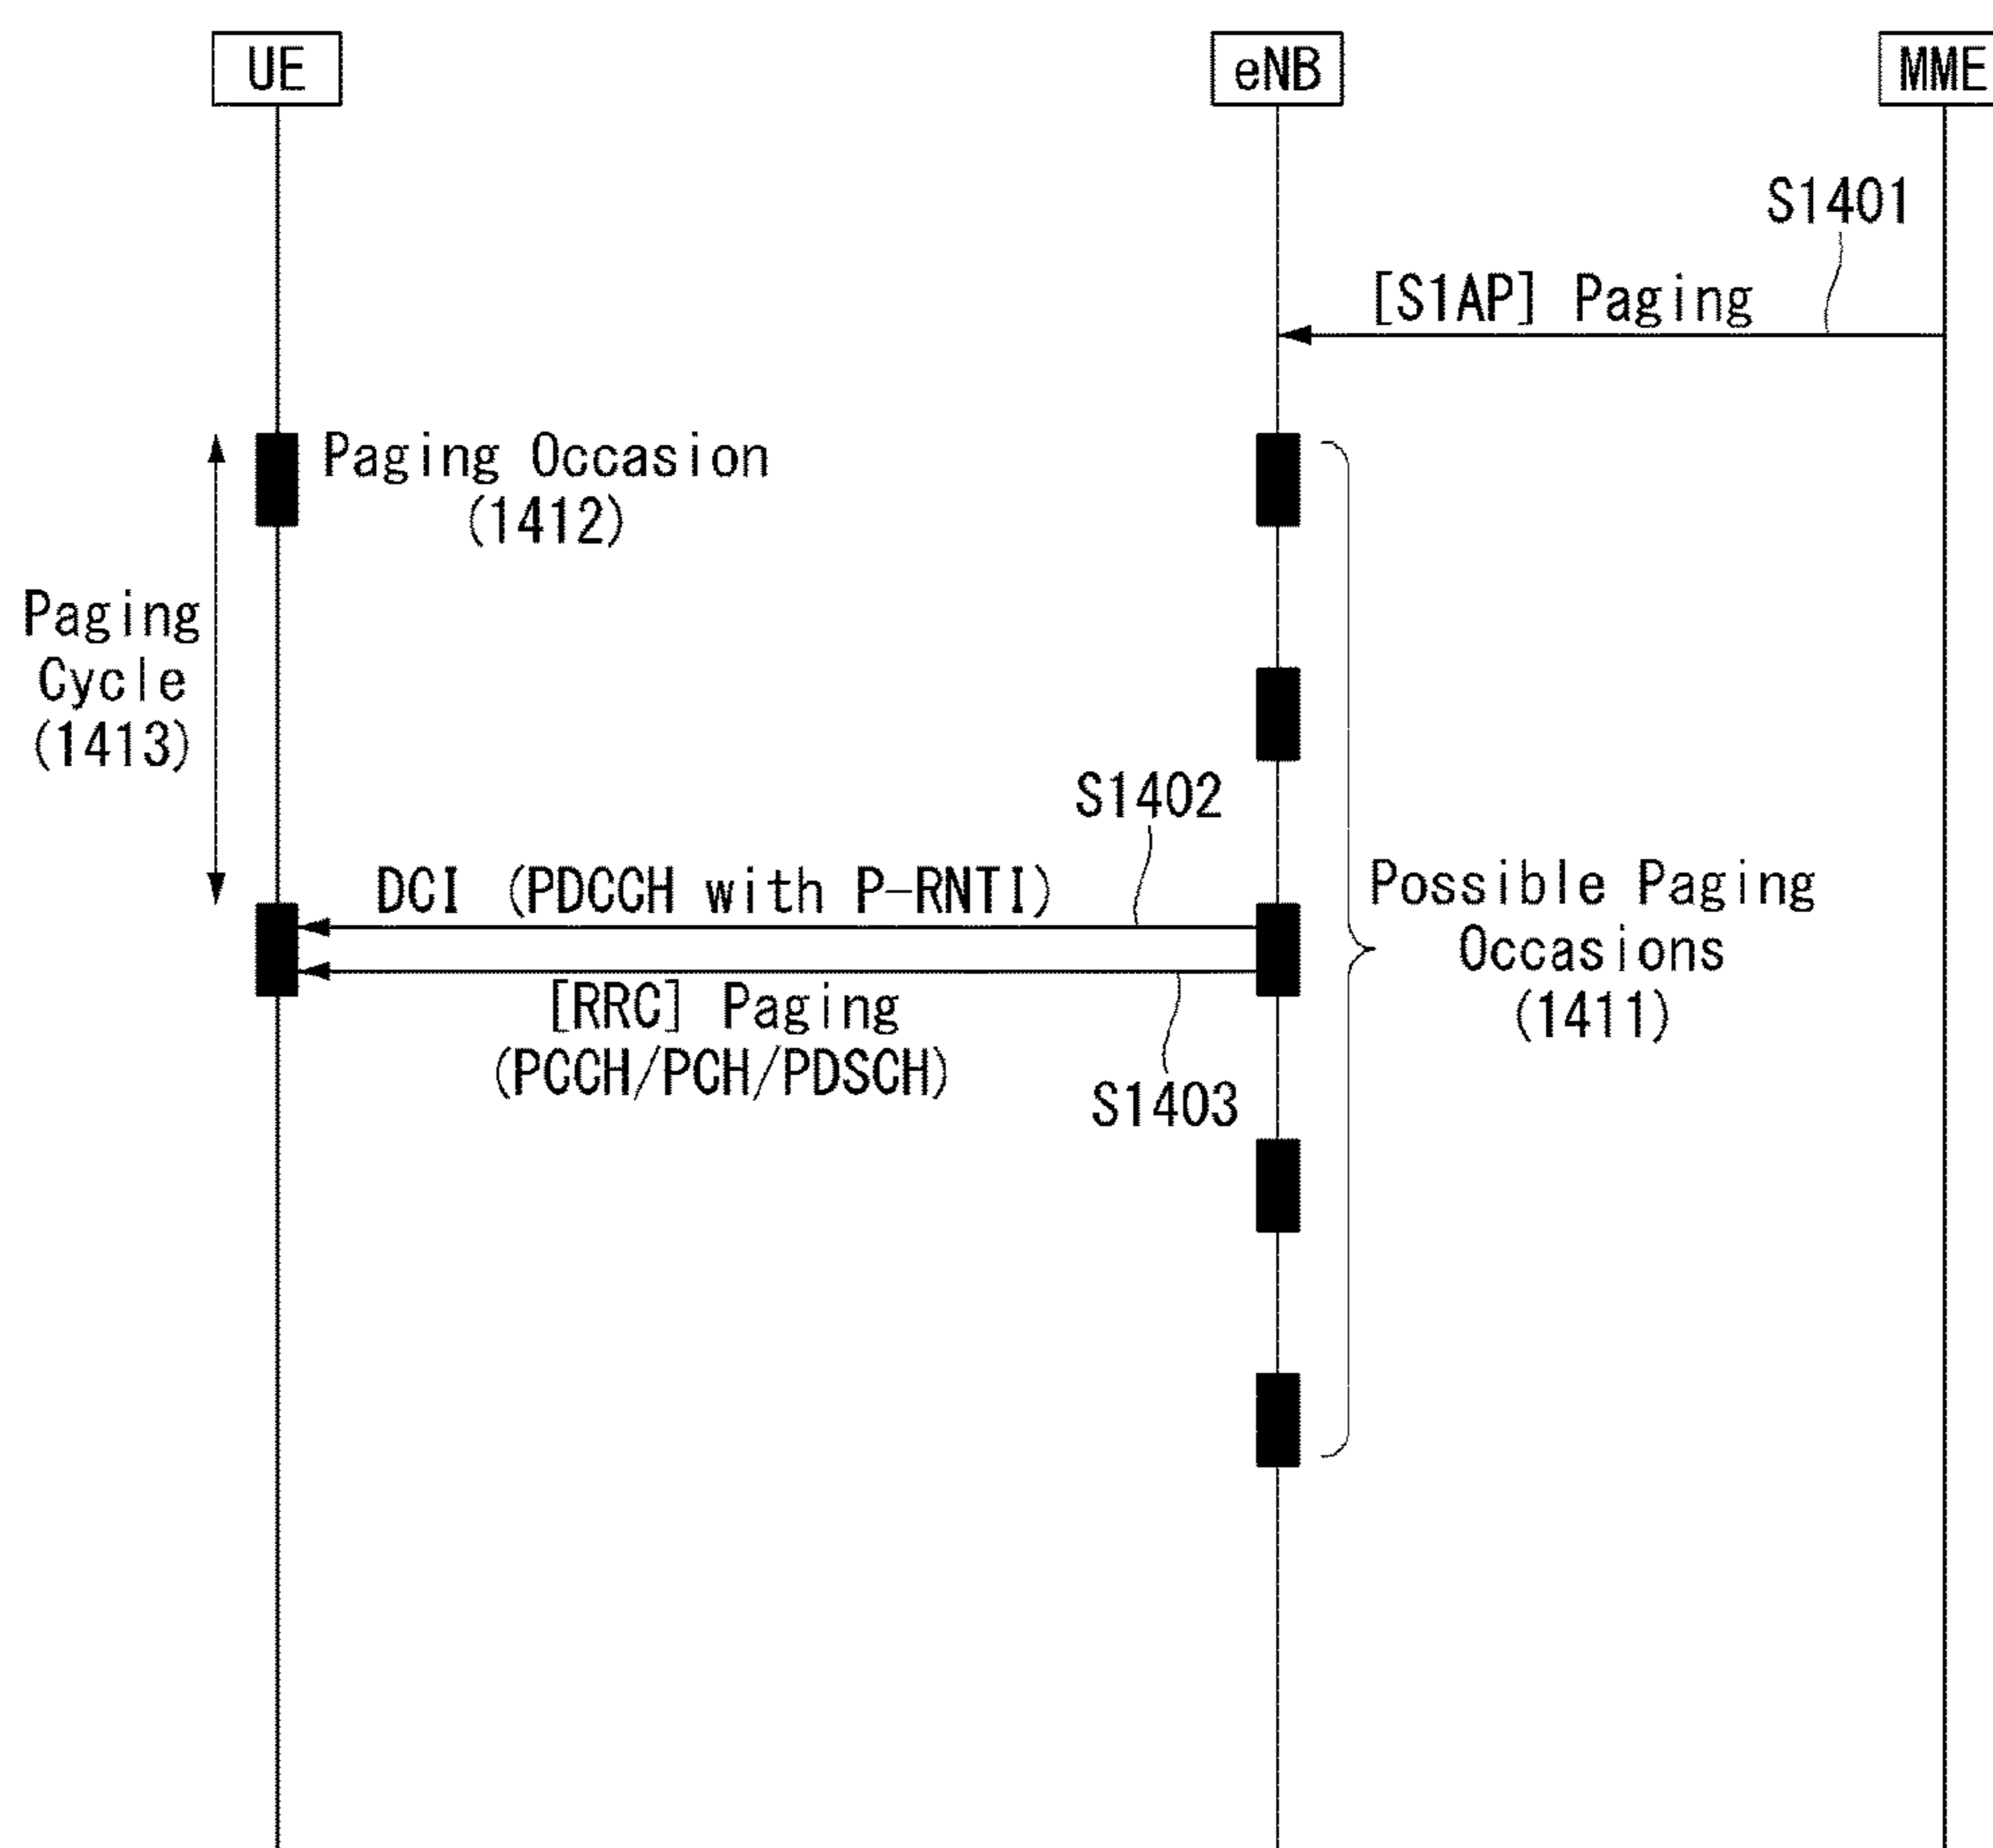 UE
eNB
MME
S1401
[S1AP] Paging
Paging Occasion
(1412)
Paging
Cycle
(1413)
S1402
DCI (PDCCH with P-RNTI)
[RRC] Paging
(PCCH/PCH/PDSCH)
S1403
Possible Paging
Occasions
(1411)